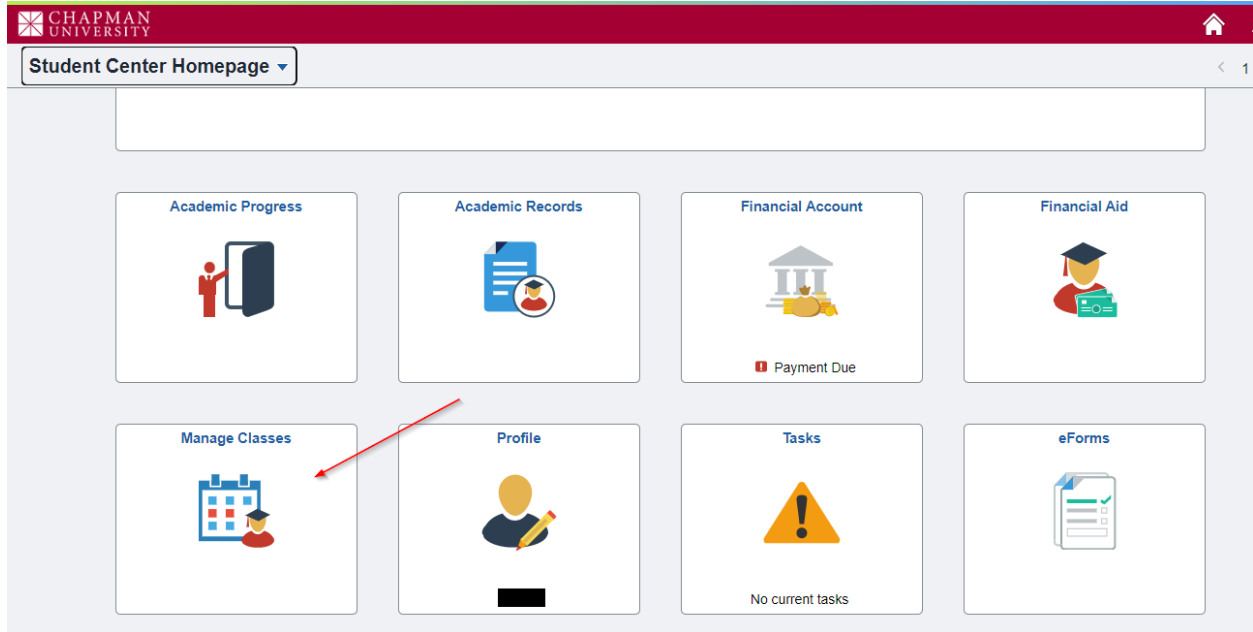 CHAPMAN
UNIVERSITY
Student Center Homepage
1
Academic Progress
Academic Records
Financial Account
Financial Aid
! Payment Due
Manage Classes
Profile
Tasks
eForms
No current tasks